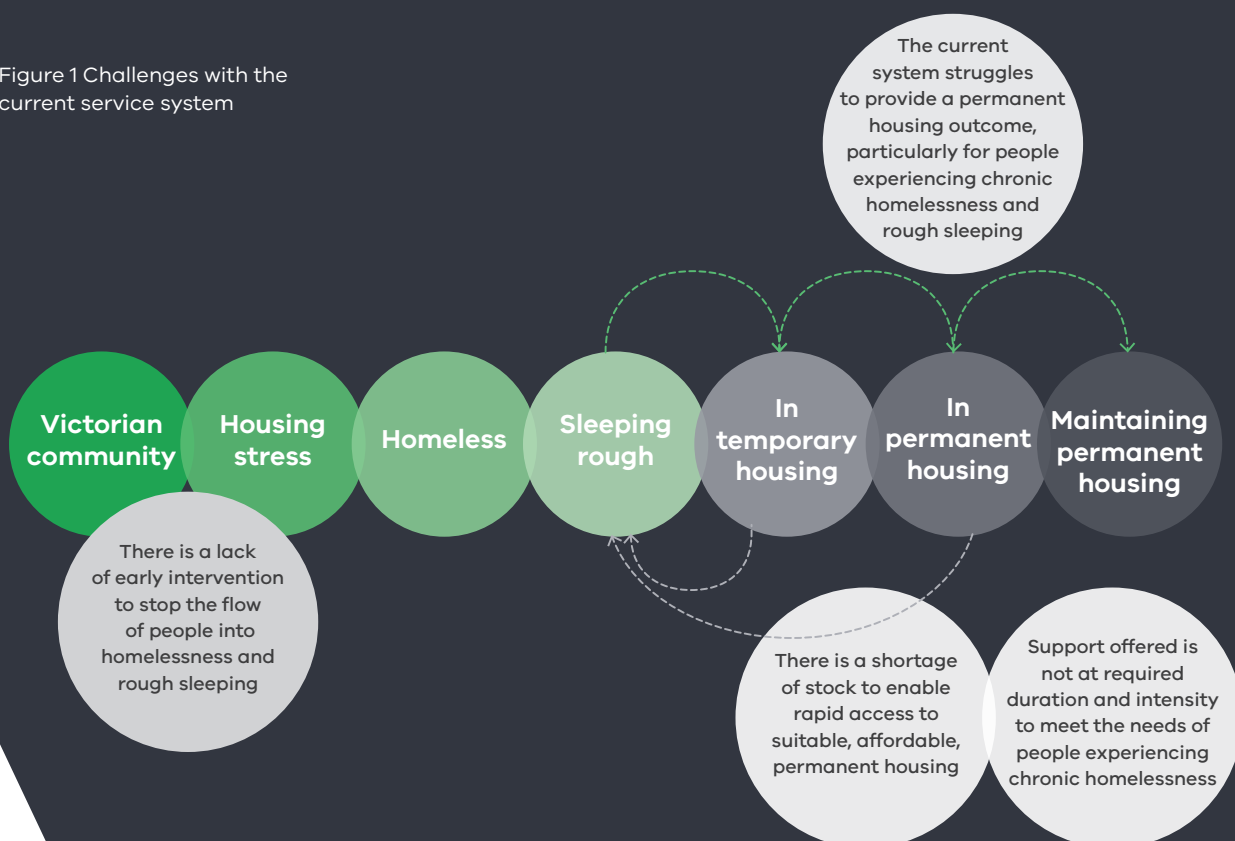 Figure 1 Challenges with the
current service system
The current
system struggles
to provide a permanent
housing outcome,
particularly for people
experiencing chronic
homelessness and
rough sleeping
Victorian
community
Housing
stress
Homeless
Sleeping
rough
In
temporary
housing
In
permanent
housing
Maintaining
permanent
housing
There is a lack
of early intervention
to stop the flow
of people into
homelessness and
rough sleeping
There is a shortage
of stock to enable
rapid access to
suitable, affordable,
permanent housing
Support offered is
not at required
duration and intensity
to meet the needs of
people experiencing
chronic homelessness